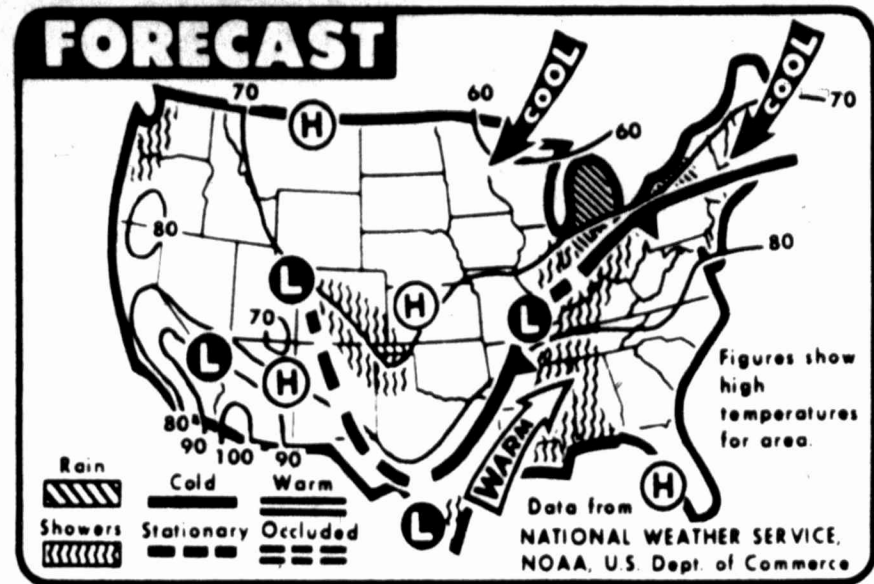 FORECAST
COOL
COOL
70
60
70
H
60
80
80
L
H
L
70
L
H
Figures show
high
temperatures
for area.
80
90
100
90
WARM
H
L
Rain
Cold
Warm
Showers
Stationary
Occluded
Data from
NATIONAL WEATHER SERVICE,
NOAA, U.S. Dept. of Commerce